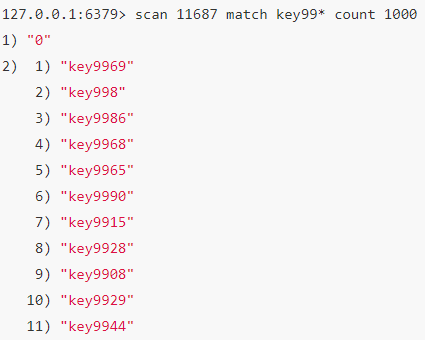 127.0.0.1:6379> scan 11687 match key99* count 1000
1) "0"
2)  1) "key9969"
    2) "key998"
    3) "key9986"
    4) "key9968"
    5) "key9965"
    6) "key9990"
    7) "key9915"
    8) "key9928"
    9) "key9908"
   10) "key9929"
   11) "key9944"